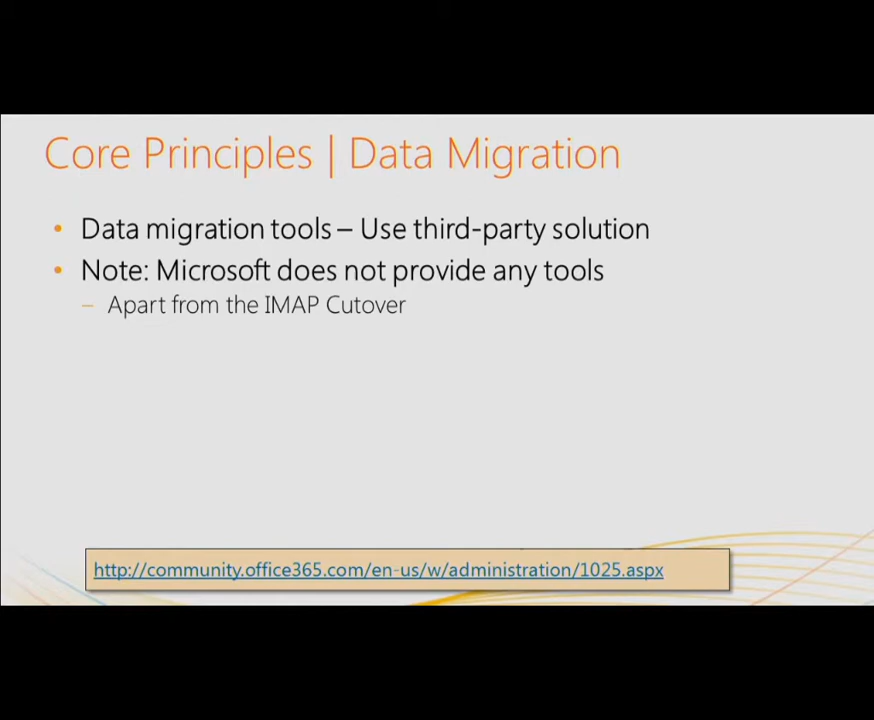 Core Principles | Data Migration
• Data migration tools – Use third-party solution
• Note: Microsoft does not provide any tools
– Apart from the IMAP Cutover
http://community.office365.com/en-us/w/administration/1025.aspx